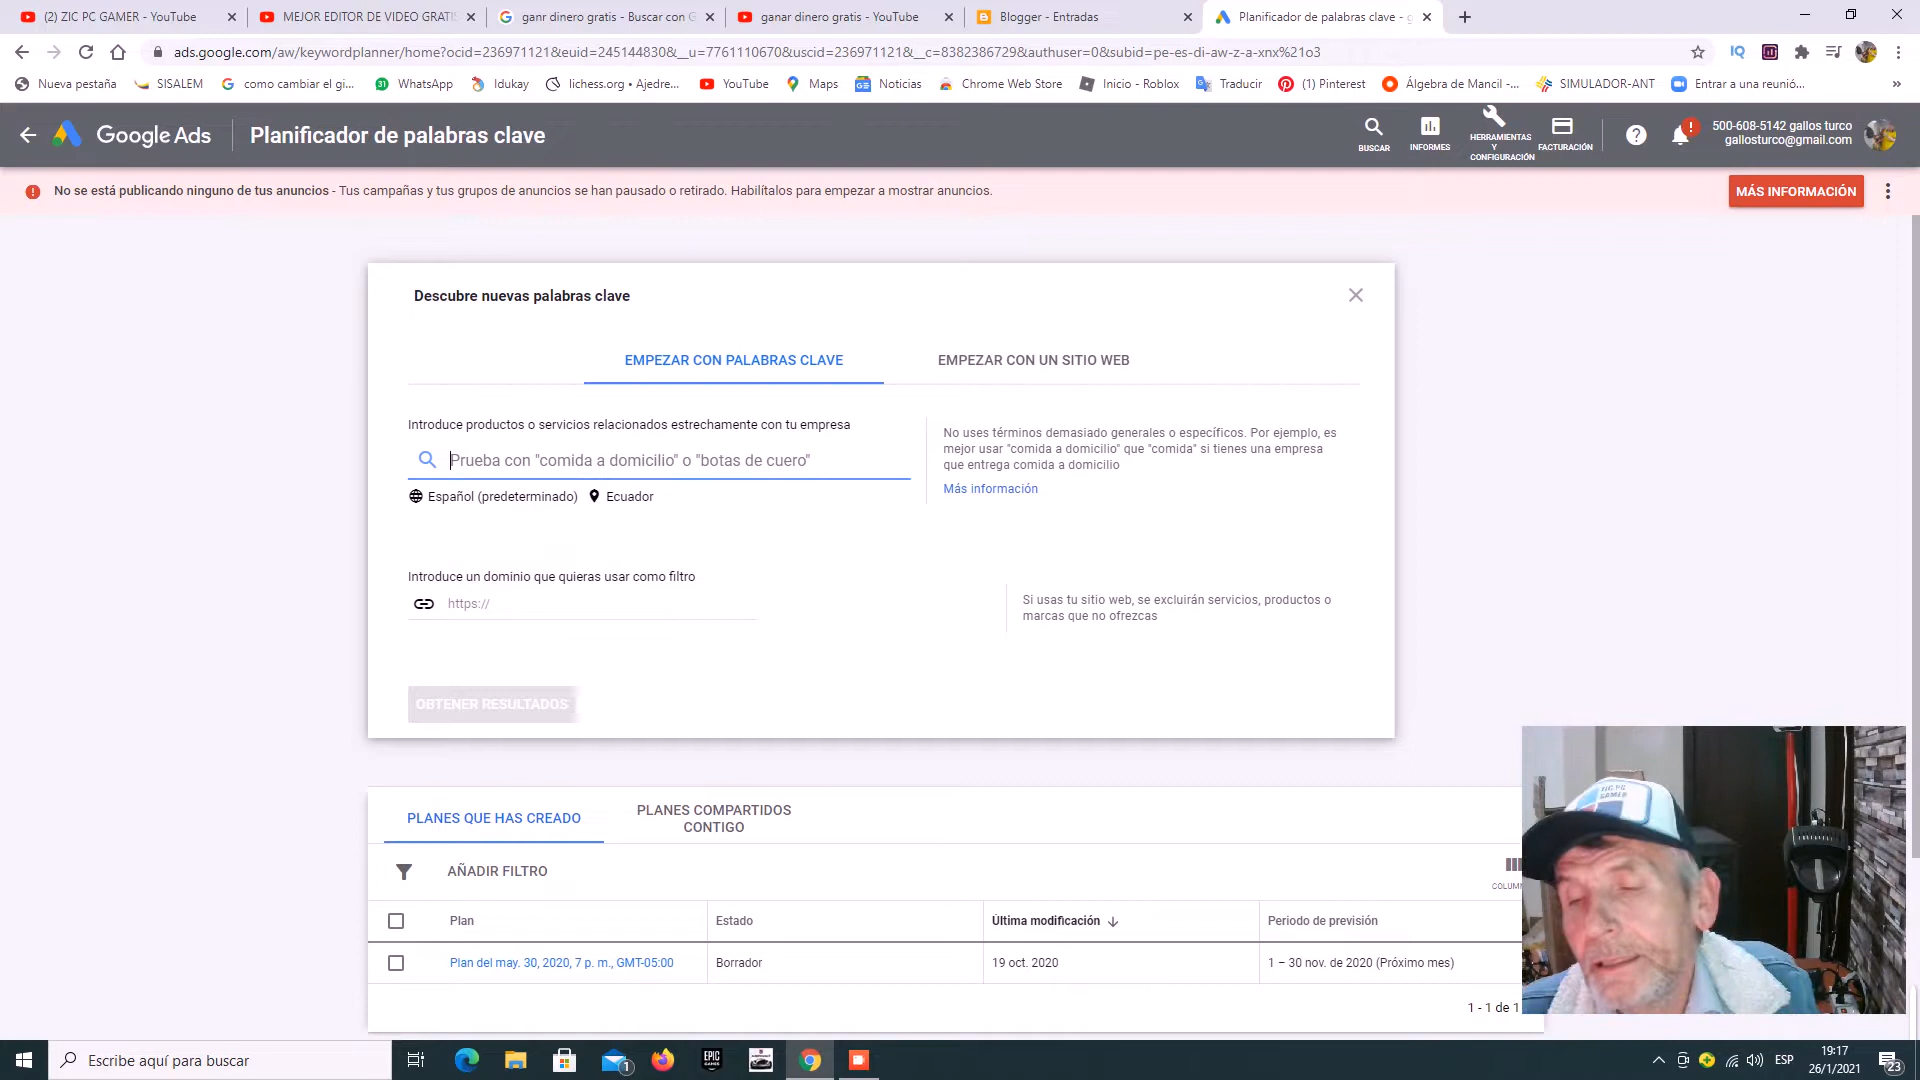 (2) ZIC PC GAMER - YouTube
MEJOR EDITOR DE VIDEO GRATIS
ganr dinero gratis - Buscar con G
ganar dinero gratis - YouTube
Blogger - Entradas
Planificador de palabras clave - g
ads.google.com/aw/keywordplanner/home?ocid=236971121&euid=245144830&__u=7761110670&uscid=236971121&__c=8382386729&authuser=0&subid=pe-es-di-aw-z-a-xnx%21o3
IQ
Nueva pestaña
SISALEM
como cambiar el gi...
WhatsApp
Idukay
lichess.org • Ajedre...
YouTube
Maps
Noticias
Chrome Web Store
Inicio - Roblox
Traducir
(1) Pinterest
Álgebra de Mancil -...
SIMULADOR-ANT
Entrar a una reunió...
»
Google Ads
Planificador de palabras clave
BUSCAR
INFORMES
HERRAMIENTAS
Y
CONFIGURACIÓN
FACTURACIÓN
500-608-5142 gallos turco
gallosturco@gmail.com
No se está publicando ninguno de tus anuncios - Tus campañas y tus grupos de anuncios se han pausado o retirado. Habilítalos para empezar a mostrar anuncios.
MÁS INFORMACIÓN
Descubre nuevas palabras clave
EMPEZAR CON PALABRAS CLAVE
EMPEZAR CON UN SITIO WEB
Introduce productos o servicios relacionados estrechamente con tu empresa
Prueba con "comida a domicilio" o "botas de cuero"
Español (predeterminado)
Ecuador
No uses términos demasiado generales o específicos. Por ejemplo, es
mejor usar "comida a domicilio" que "comida" si tienes una empresa
que entrega comida a domicilio
Más información
Introduce un dominio que quieras usar como filtro
https://
Si usas tu sitio web, se excluirán servicios, productos o
marcas que no ofrezcas
OBTENER RESULTADOS
PLANES QUE HAS CREADO
PLANES COMPARTIDOS
CONTIGO
AÑADIR FILTRO
COLUM
Plan
Estado
Última modificación
Periodo de previsión
Plan del may. 30, 2020, 7 p. m., GMT-05:00
Borrador
19 oct. 2020
1 – 30 nov. de 2020 (Próximo mes)
1 - 1 de 1
ZIC PC
GAMER
Escribe aquí para buscar
1
EPIC
GAMES
ESP
19:17
26/1/2021
23